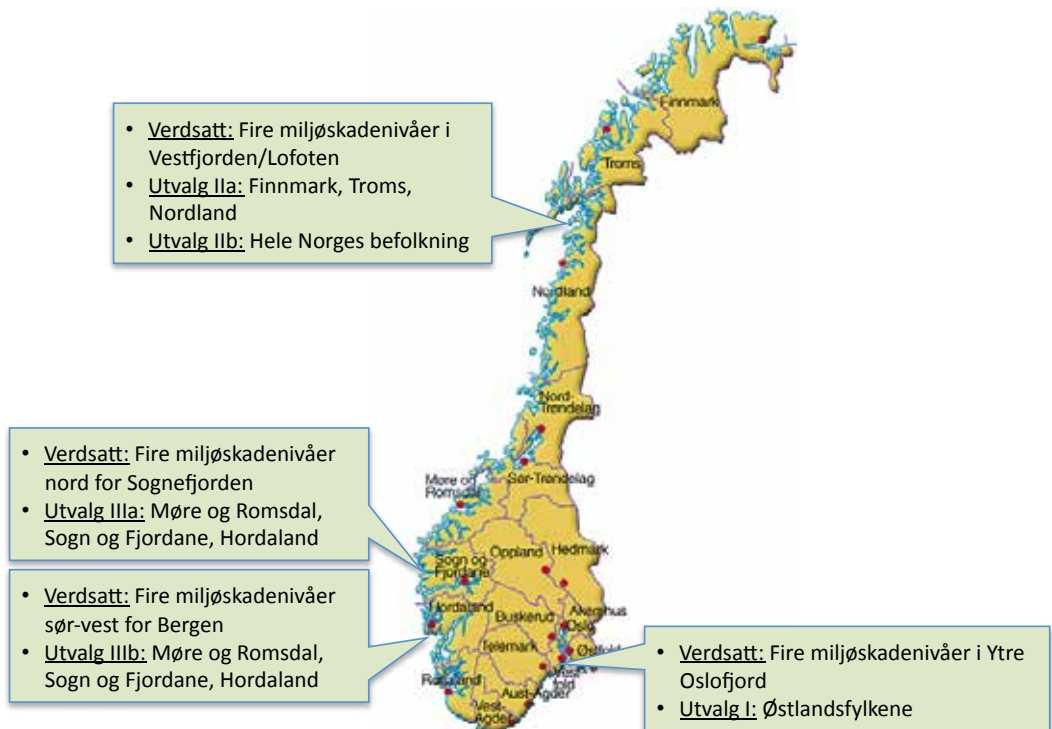 Finnmark
• Verdsatt: Fire miljøskadenivåer i
Vestfjorden/Lofoten
• Utvalg IIa: Finnmark, Troms,
Nordland
• Utvalg IIb: Hele Norges befolkning
Troms
Nordland
Nord-
Trøndelag
• Verdsatt: Fire miljøskadenivåer
nord for Sognefjorden
• Utvalg IIIa: Møre og Romsdal,
Sogn og Fjordane, Hordaland
Møre og
Romsdal
Sør-Trøndelag
Oppland
Hedmark
Sogn og
Fjordane
• Verdsatt: Fire miljøskadenivåer
sør-vest for Bergen
• Utvalg IIIb: Møre og Romsdal,
Sogn og Fjordane, Hordaland
Hordaland
Buskerud
Akershus
Oslo
Telemark
Østfold
Rogaland
Aust-Agder
Vest-
Agder
• Verdsatt: Fire miljøskadenivåer i Ytre
Oslofjord
• Utvalg I: Østlandsfylkene